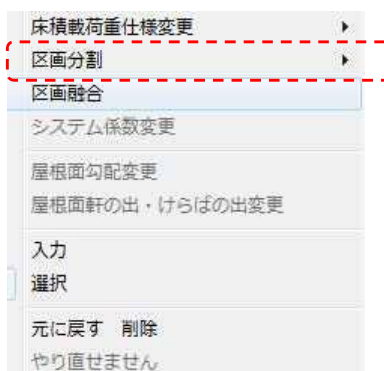 床積載荷重仕様変更
区画分割
区画融合
システム係数変更
屋根面勾配変更
屋根面軒の出・けらばの出変更
入力
選択
元に戻す 削除
やり直せません